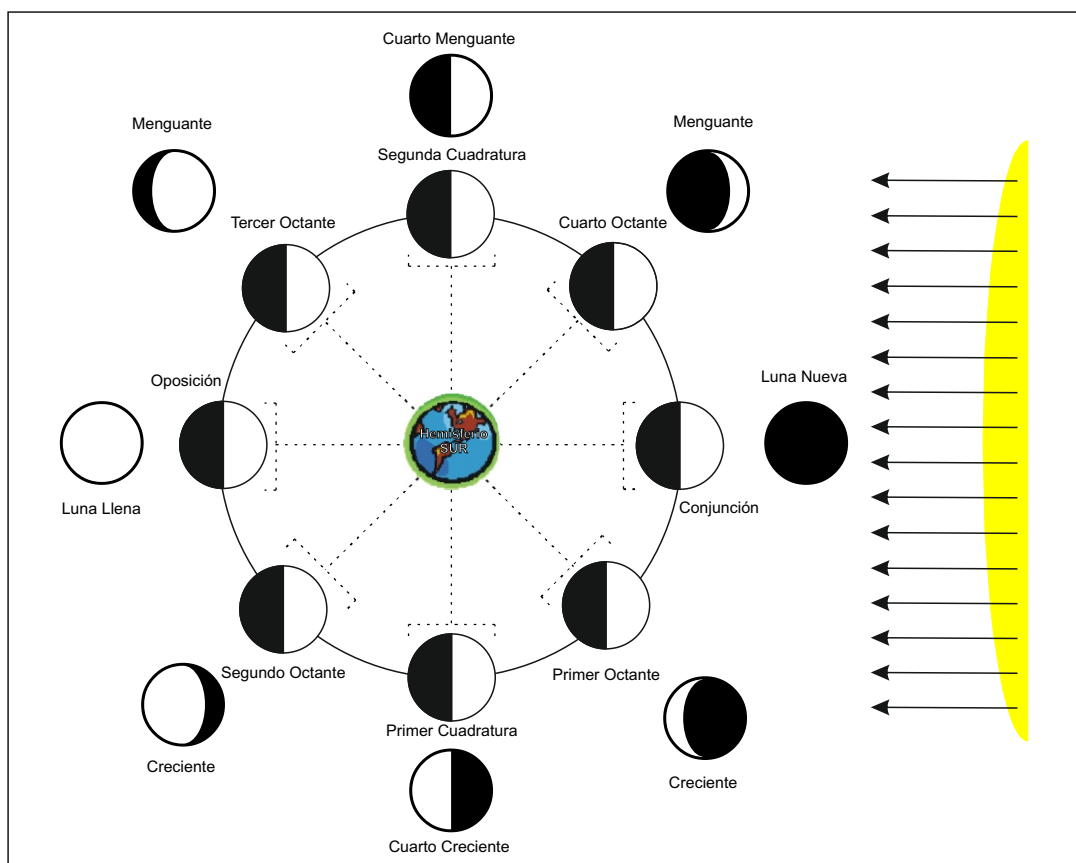 Cuarto Menguante
Menguante
Menguante
Segunda Cuadratura
Tercer Octante
Cuarto Octante
Oposición
Luna Nueva
Hemisferio
SUR
Luna Llena
Conjunción
Segundo Octante
Primer Octante
Primer Cuadratura
Creciente
Creciente
Cuarto Creciente